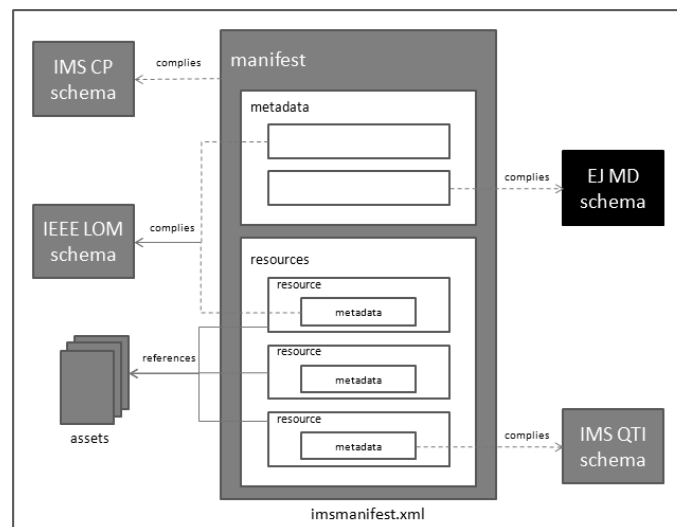 IMS CP
schema
complies
manifest
metadata
complies
EJ MD
schema
IEEE LOM
schema
complies
resources
resource
metadata
references
resource
metadata
assets
resource
metadata
complies
IMS QTI
schema
imsmanifest.xml